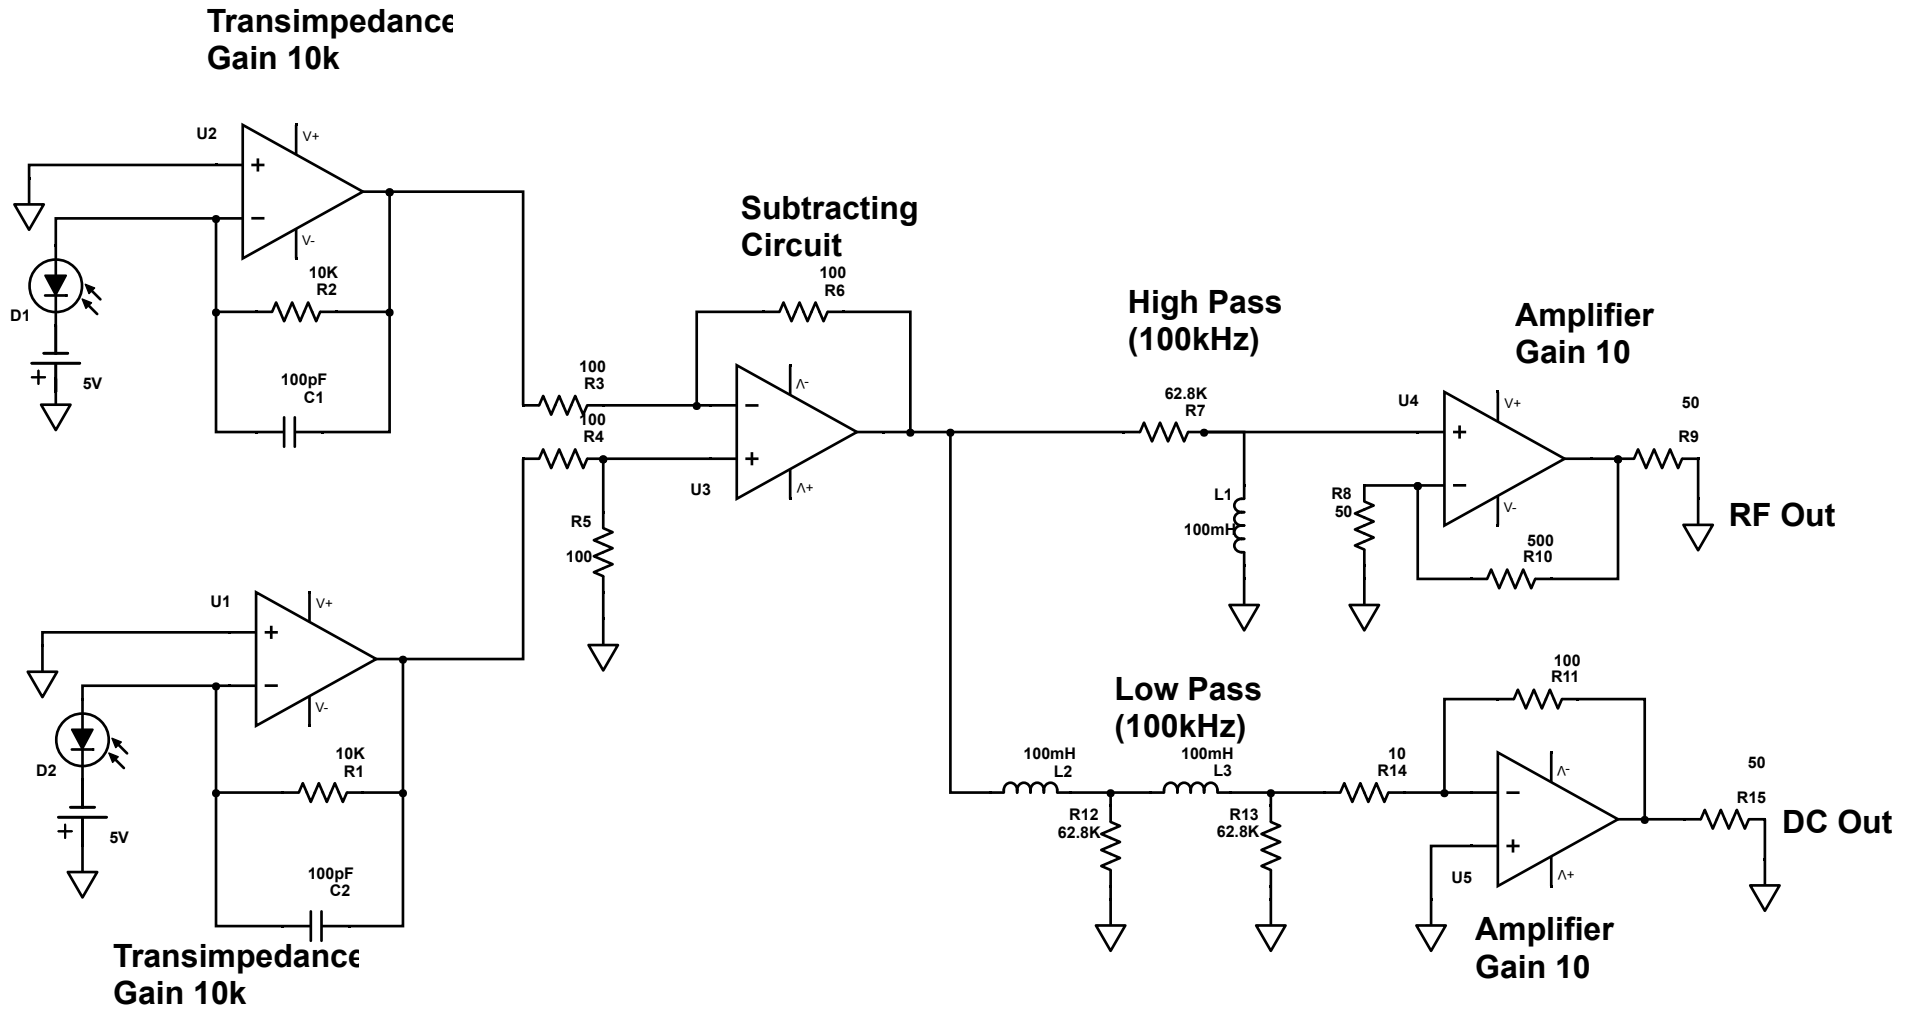 Transimpedance
Gain 10k
U2
V+
+
−
V-
10K
R2
D1
+
5V
100pF
C1
Subtracting
Circuit
100
R6
100
R3
100
R4
V-
−
+
U3
V+
R5
100
High Pass
(100kHz)
62.8K
R7
L1
100mH
Amplifier
Gain 10
U4
V+
+
−
V-
50
R9
R8
50
500
R10
RF Out
U1
V+
+
−
V-
10K
R1
D2
+
5V
100pF
C2
Transimpedance
Gain 10k
Low Pass
(100kHz)
100mH
L2
100mH
L3
R12
62.8K
R13
62.8K
10
R14
100
R11
V-
−
+
U5
V+
50
R15
DC Out
Amplifier
Gain 10